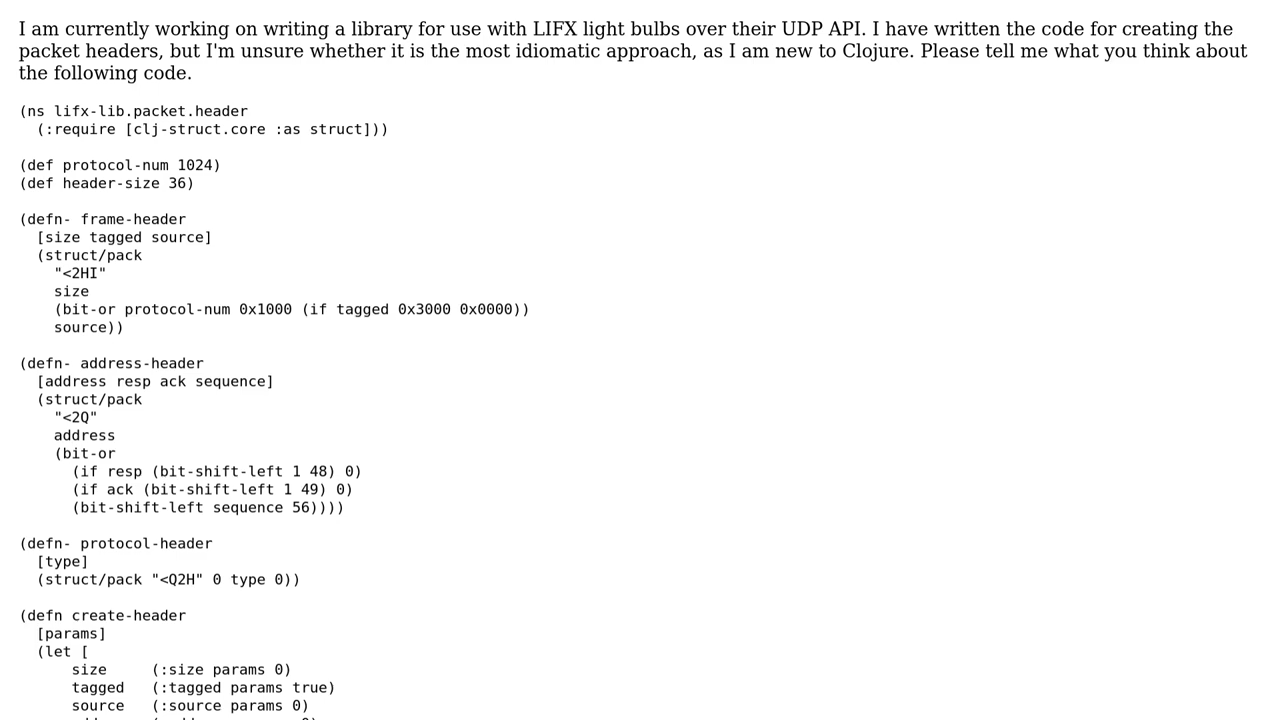 I am currently working on writing a library for use with LIFX light bulbs over their UDP API. I have written the code for creating the
packet headers, but I'm unsure whether it is the most idiomatic approach, as I am new to Clojure. Please tell me what you think about
the following code.
(ns lifx-lib.packet.header
  (:require [clj-struct.core :as struct]))
(def protocol-num 1024)
(def header-size 36)
(defn- frame-header
  [size tagged source]
  (struct/pack
    "<2HI"
    size
    (bit-or protocol-num 0x1000 (if tagged 0x3000 0x0000))
    source))
(defn- address-header
  [address resp ack sequence]
  (struct/pack
    "<2Q"
    address
    (bit-or
      (if resp (bit-shift-left 1 48) 0)
      (if ack (bit-shift-left 1 49) 0)
      (bit-shift-left sequence 56))))
(defn- protocol-header
  [type]
  (struct/pack "<Q2H" 0 type 0))
(defn create-header
  [params]
  (let [
      size     (:size params 0)
      tagged   (:tagged params true)
      source   (:source params 0)